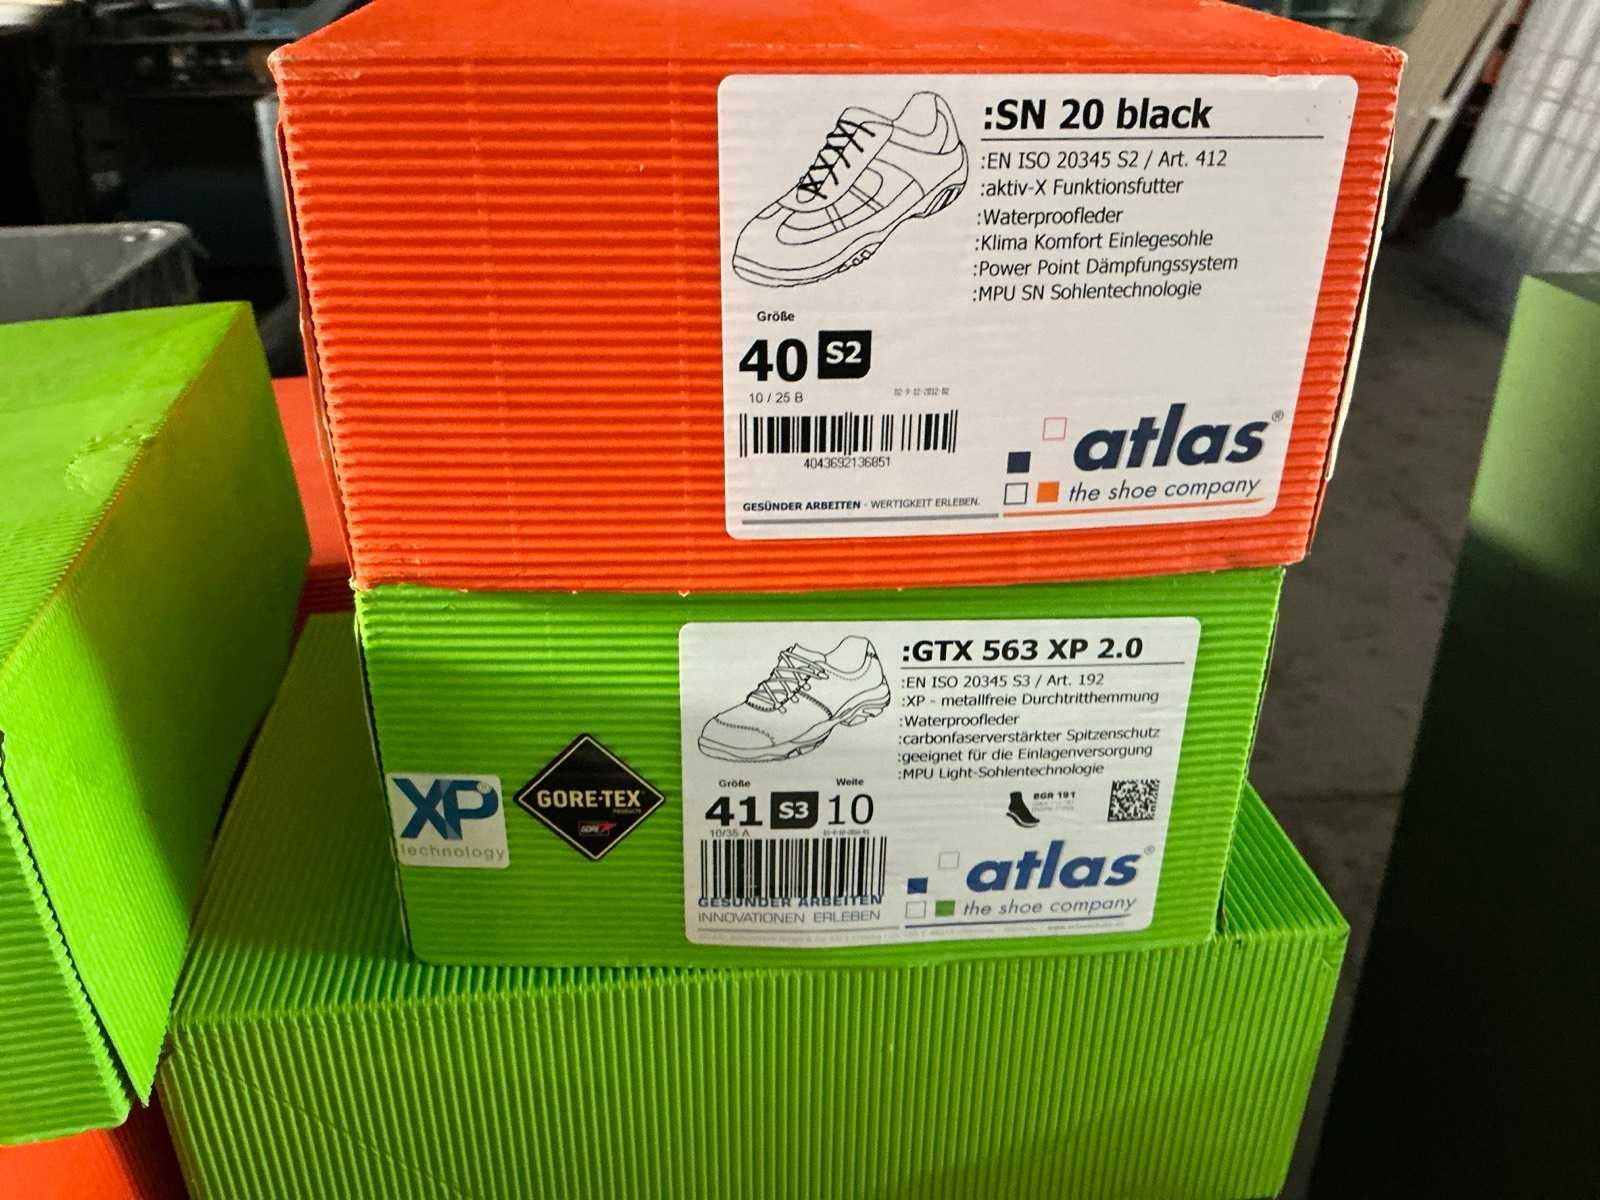 :SN 20 black
:EN ISO 20345 S2 / Art. 412
:aktiv-X Funktionsfutter
:Waterproofleder
:Klima Komfort Einlegesohle
:Power Point Dämpfungssystem
:MPU SN Sohlentechnologie
Größe
40 S2
10 / 25 B
4043692136851
GESÜNDER ARBEITEN - WERTIGKEIT ERLEBEN.
atlas®
the shoe company
:GTX 563 XP 2.0
:EN ISO 20345 S3 / Art. 192
:XP - metallfreie Durchtritthemmung
:Waterproofleder
:carbonfaserverstärkter Spitzenschutz
:geeignet für die Einlagenversorgung
:MPU Light-Sohlentechnologie
Größe Weite
41 S3 10
10/35 A
BGR 191
GESÜNDER ARBEITEN
INNOVATIONEN ERLEBEN
atlas®
the shoe company
XP®
technology
GORE-TEX
PRODUCTS
GORE